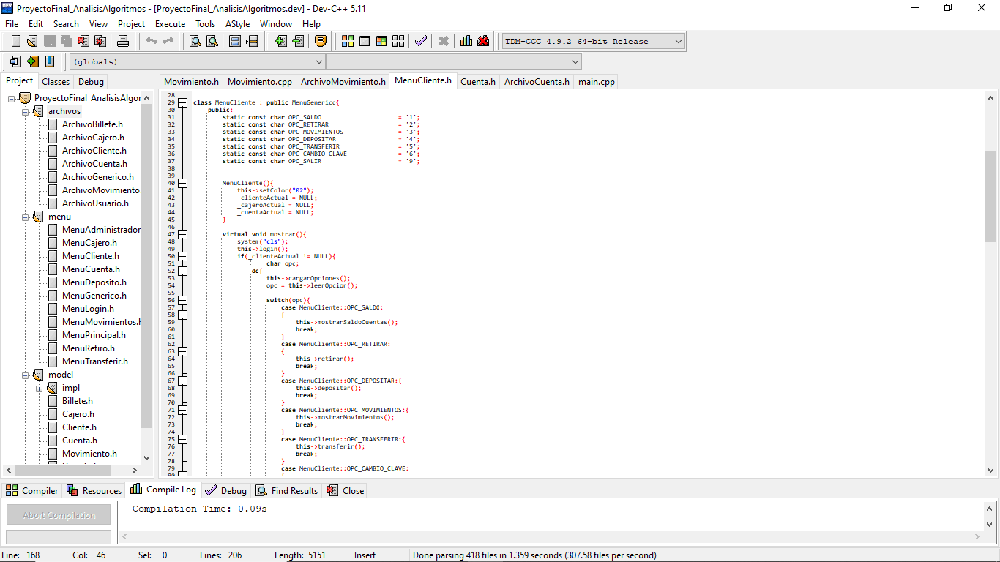 ProyectoFinal_AnalisisAlgoritmos - [ProyectoFinal_AnalisisAlgoritmos.dev] - Dev-C++ 5.11
File Edit Search View Project Execute Tools AStyle Window Help
TDM-GCC 4.9.2 64-bit Release
(globals)
Project Classes Debug
Movimiento.h Movimiento.cpp ArchivoMovimiento.h MenuCliente.h Cuenta.h ArchivoCuenta.h main.cpp
ProyectoFinal_AnalisisAlgor
archivos
ArchivoBillete.h
ArchivoCajero.h
ArchivoCliente.h
ArchivoCuenta.h
ArchivoGenerico.h
ArchivoMovimiento
ArchivoUsuario.h
menu
MenuAdministrador
MenuCajero.h
MenuCliente.h
MenuCuenta.h
MenuDeposito.h
MenuGenerico.h
MenuLogin.h
MenuMovimientos.h
MenuPrincipal.h
MenuRetiro.h
MenuTransferir.h
model
impl
Billete.h
Cajero.h
Cliente.h
Cuenta.h
Movimiento.h
28
29 class MenuCliente : public MenuGenerico{
30 public:
31 static const char OPC_SALDO = '1';
32 static const char OPC_RETIRAR = '2';
33 static const char OPC_MOVIMIENTOS = '3';
34 static const char OPC_DEPOSITAR = '4';
35 static const char OPC_TRANSFERIR = '5';
36 static const char OPC_CAMBIO_CLAVE = '6';
37 static const char OPC_SALIR = '9';
38
39
40 MenuCliente(){
41 this->setColor("02");
42 _clienteActual = NULL;
43 _cajeroActual = NULL;
44 _cuentaActual = NULL;
45 }
46
47 virtual void mostrar(){
48 system("cls");
49 this->login();
50 if(_clienteActual != NULL){
51 char opc;
52 do{
53 this->cargarOpciones();
54 opc = this->leerOpcion();
55
56 switch(opc){
57 case MenuCliente::OPC_SALDO:
58 {
59 this->mostrarSaldoCuentas();
60 break;
61 }
62 case MenuCliente::OPC_RETIRAR:
63 {
64 this->retirar();
65 break;
66 }
67 case MenuCliente::OPC_DEPOSITAR:{
68 this->depositar();
69 break;
70 }
71 case MenuCliente::OPC_MOVIMIENTOS:{
72 this->mostrarMovimientos();
73 break;
74 }
75 case MenuCliente::OPC_TRANSFERIR:{
76 this->transferir();
77 break;
78 }
79 case MenuCliente::OPC_CAMBIO_CLAVE:
80 {
Compiler Resources Compile Log Debug Find Results Close
Abort Compilation
- Compilation Time: 0.09s
Line: 168 Col: 46 Sel: 0 Lines: 206 Length: 5151 Insert Done parsing 418 files in 1.359 seconds (307.58 files per second)